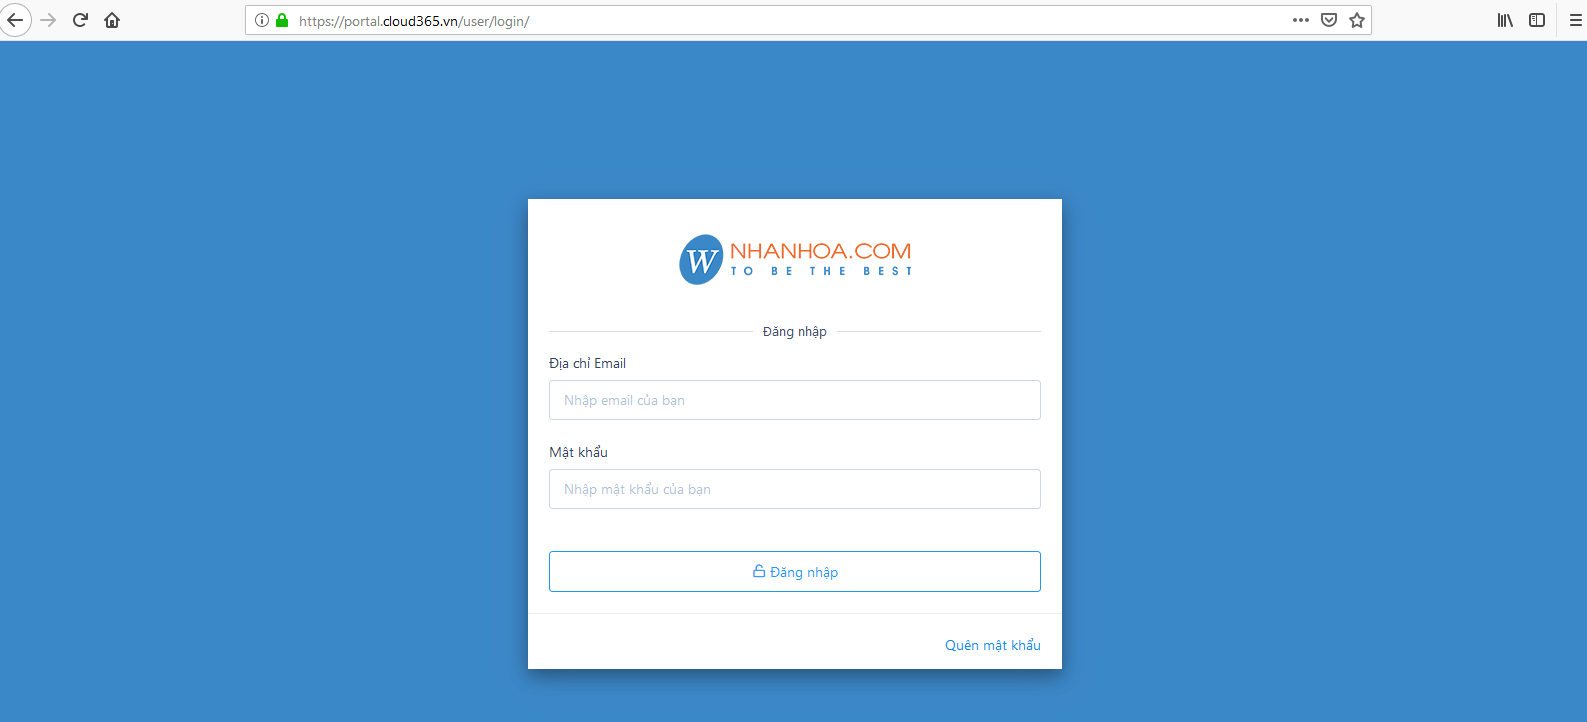 https://portal.cloud365.vn/user/login/
W NHANHOA.COM
TO BE THE BEST
Đăng nhập
Địa chỉ Email
Nhập email của bạn
Mật khẩu
Nhập mật khẩu của bạn
Đăng nhập
Quên mật khẩu